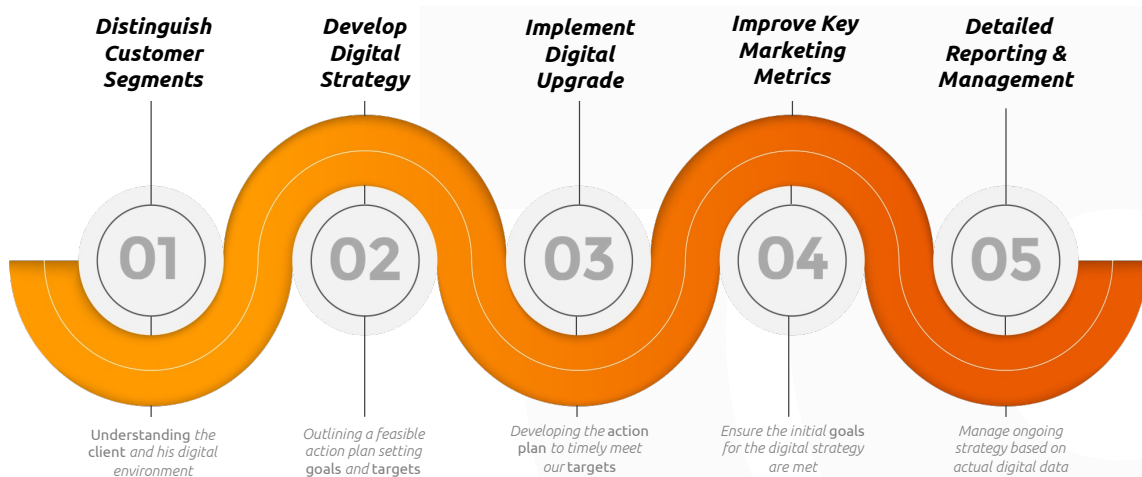 Distinguish
Customer
Segments
Develop
Digital
Strategy
Implement
Digital
Upgrade
Improve Key
Marketing
Metrics
Detailed
Reporting &
Management
01
02
03
04
05
Understanding the
client and his digital
environment
Outlining a feasible
action plan setting
goals and targets
Developing the action
plan to timely meet
our targets
Ensure the initial goals
for the digital strategy
are met
Manage ongoing
strategy based on
actual digital data